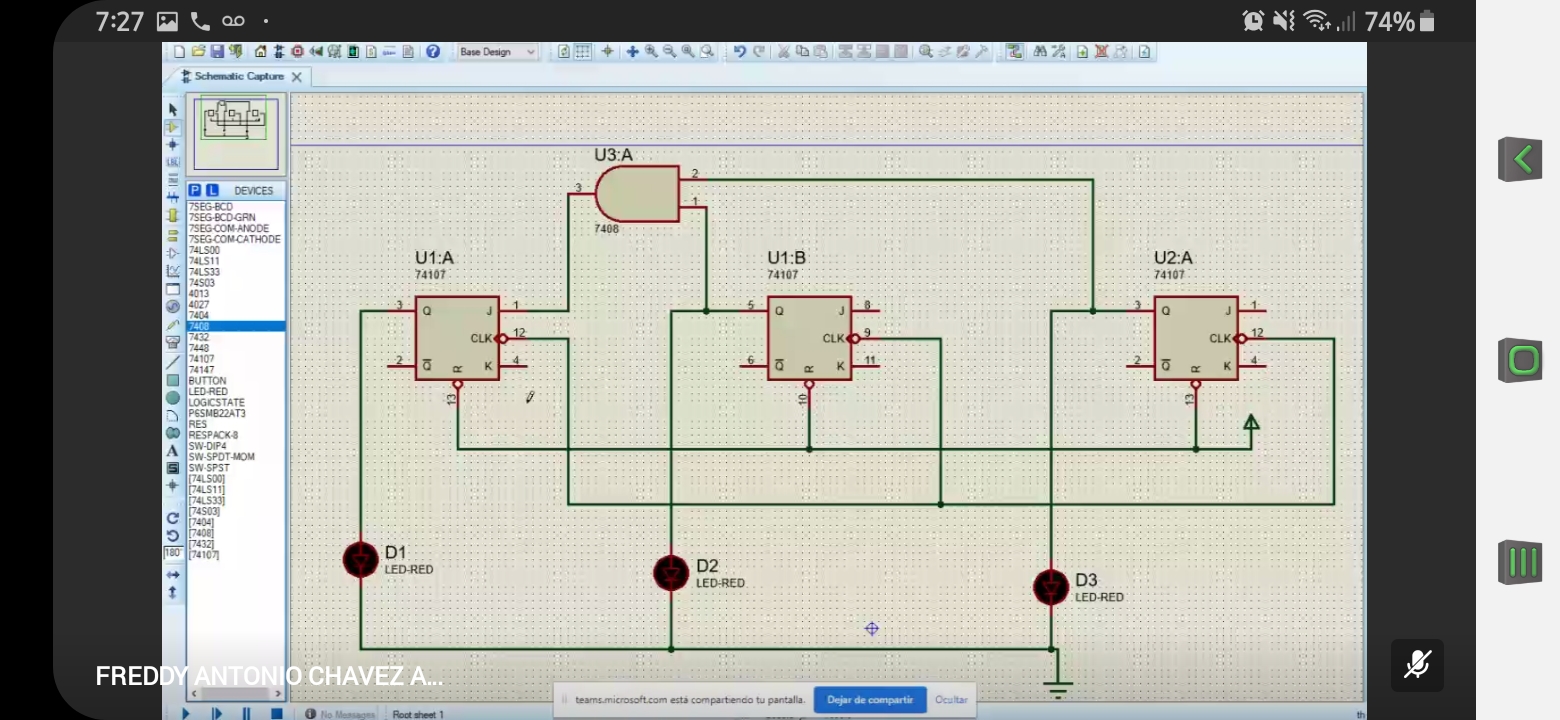 7:27
74%
Base Design
Schematic Capture
P L DEVICES
7SEG-BCD
7SEG-BCD-GRN
7SEG-COM-ANODE
7SEG-COM-CATHODE
74LS00
74LS11
74LS33
74S03
4013
4027
7404
7408
7432
7448
74107
74147
BUTTON
LED-RED
LOGICSTATE
P6SMB22AT3
RES
RESPACK-8
SW-DIP4
SW-SPDT-MOM
SW-SPST
[74LS00]
[74LS11]
[74LS33]
[74S03]
[7404]
[7408]
[7432]
[74107]
U3:A
2
3
1
7408
U1:A
74107
U1:B
74107
U2:A
74107
3 Q J 1
CLK 12
2 Q R K 4
13
5 Q J 8
CLK 9
6 Q R K 11
10
3 Q J 1
CLK 12
2 Q R K 4
13
D1
LED-RED
D2
LED-RED
D3
LED-RED
FREDDY ANTONIO CHAVEZ A...
teams.microsoft.com está compartiendo tu pantalla.
Dejar de compartir
Ocultar
No Messages
Root sheet 1